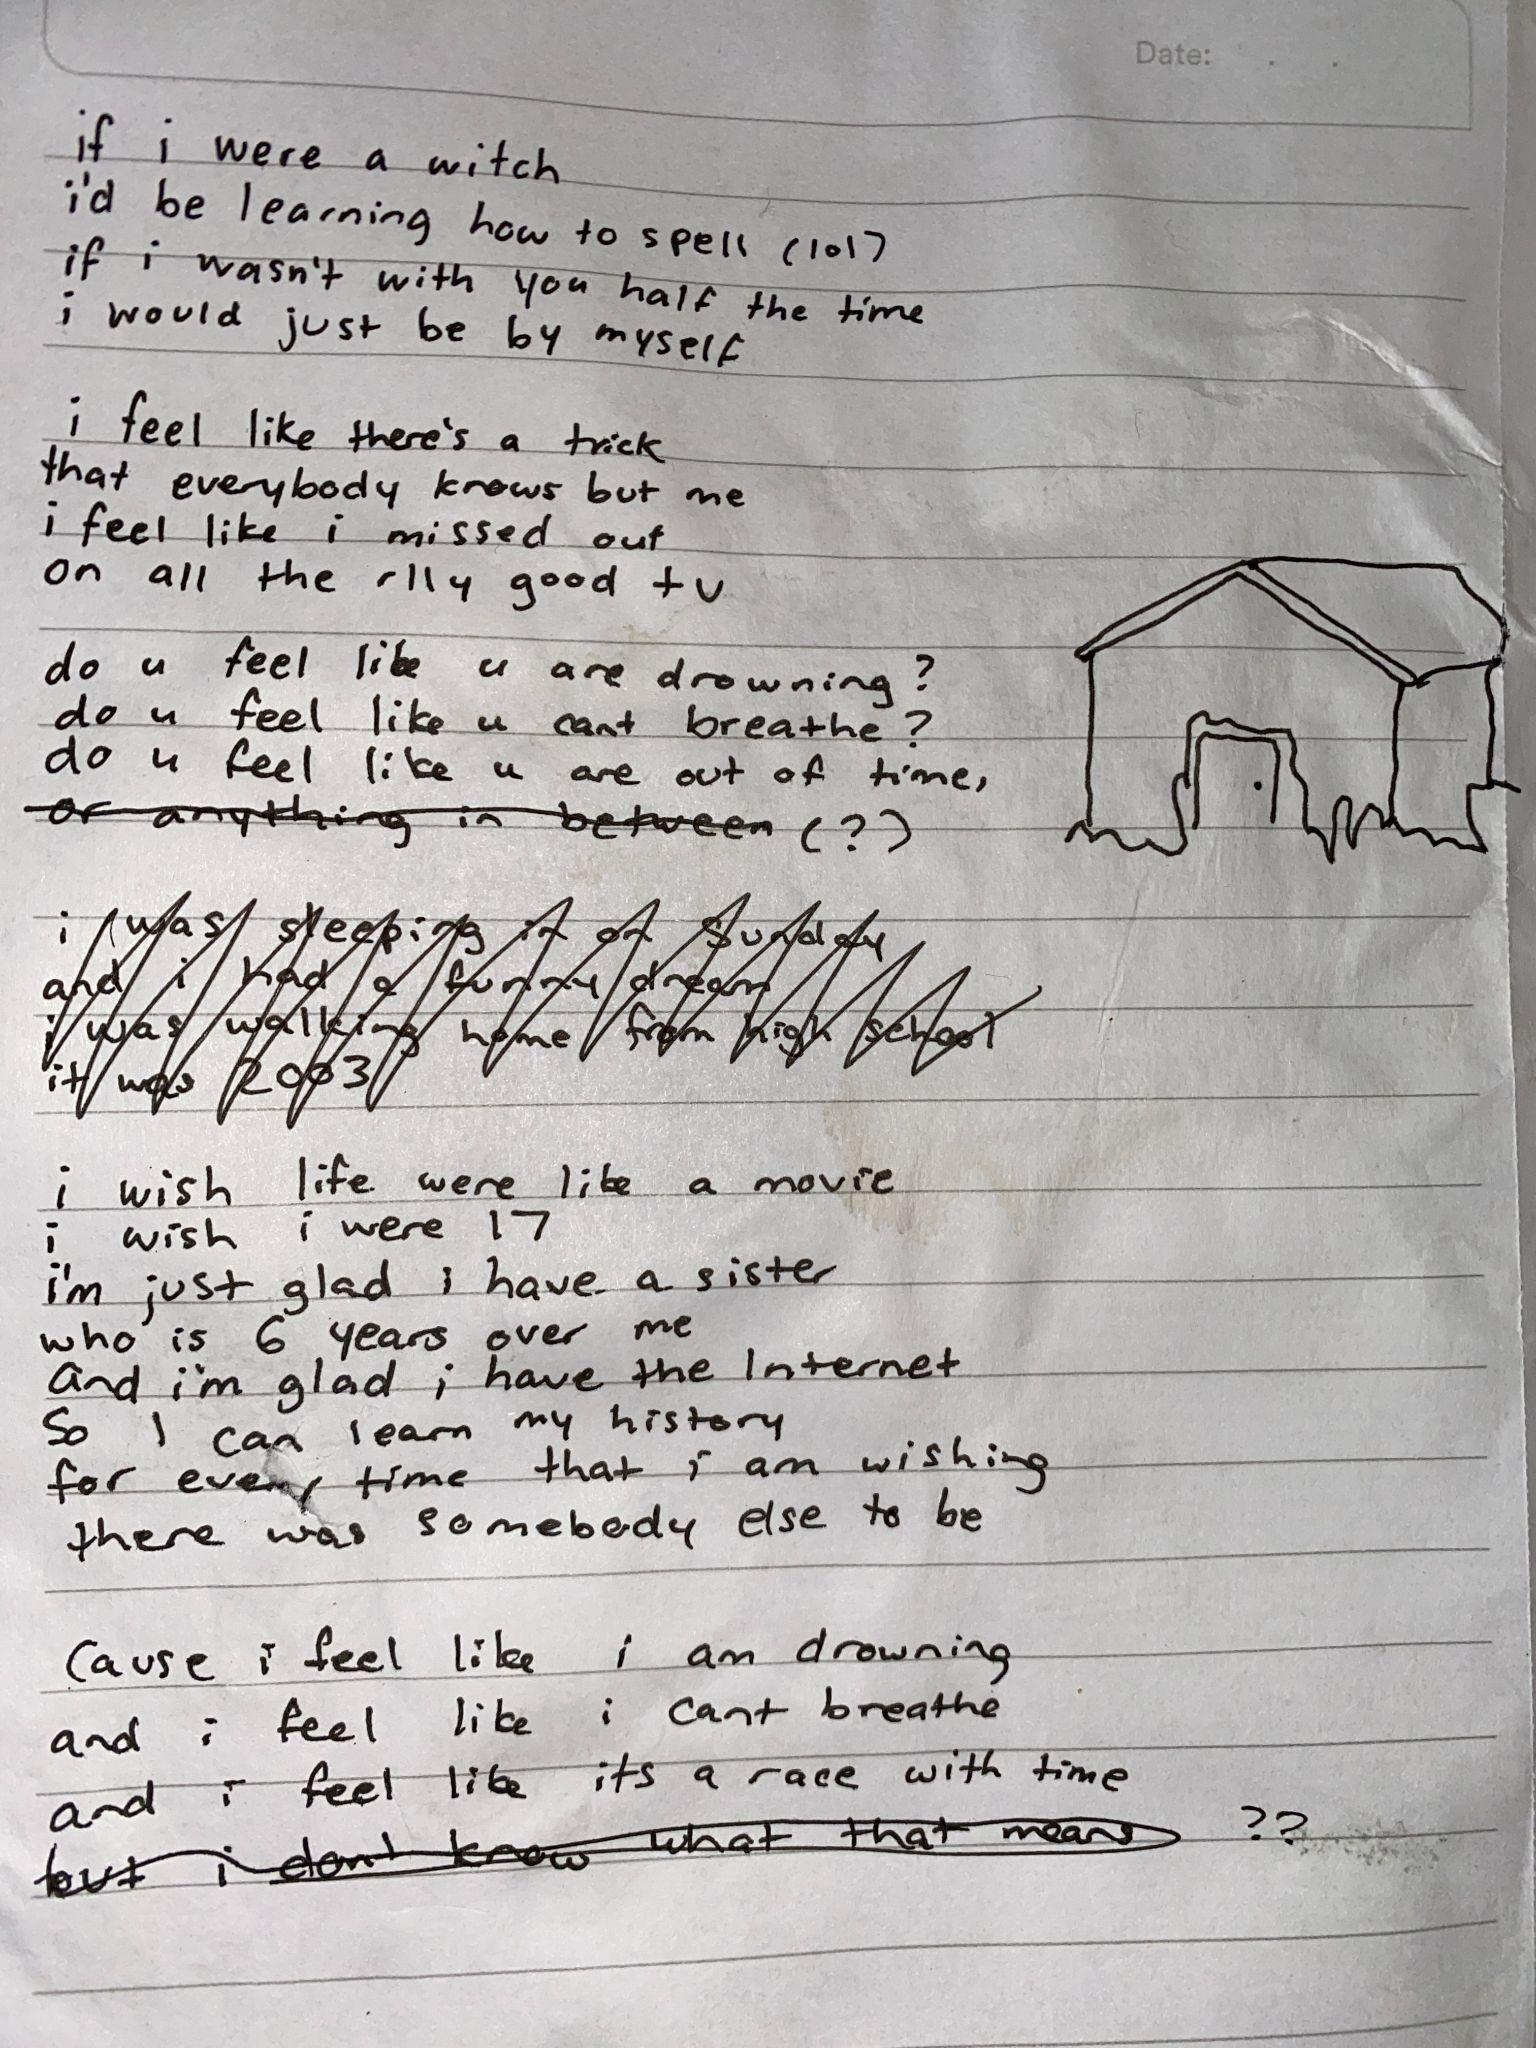 Date: . .
if i were a witch
i'd be learning how to spell (lol)
if i wasn't with you half the time
i would just be by myself
i feel like there's a trick
that everybody knows but me
i feel like i missed out
on all the rlly good tv
do u feel like u are drowning?
do u feel like u cant breathe?
do u feel like u are out of time,
or anything in between (??)
i was sleeping in on Sunday
and i had a funny dream
i was walking home from high school
it was 2003
i wish life were like a movie
i wish i were 17
i'm just glad i have a sister
who is 6 years over me
and i'm glad i have the Internet
So I can learn my history
for every time that i am wishing
there was somebody else to be
Cause i feel like i am drowning
and i feel like i cant breathe
and i feel like its a race with time
but i don't know what that means ??